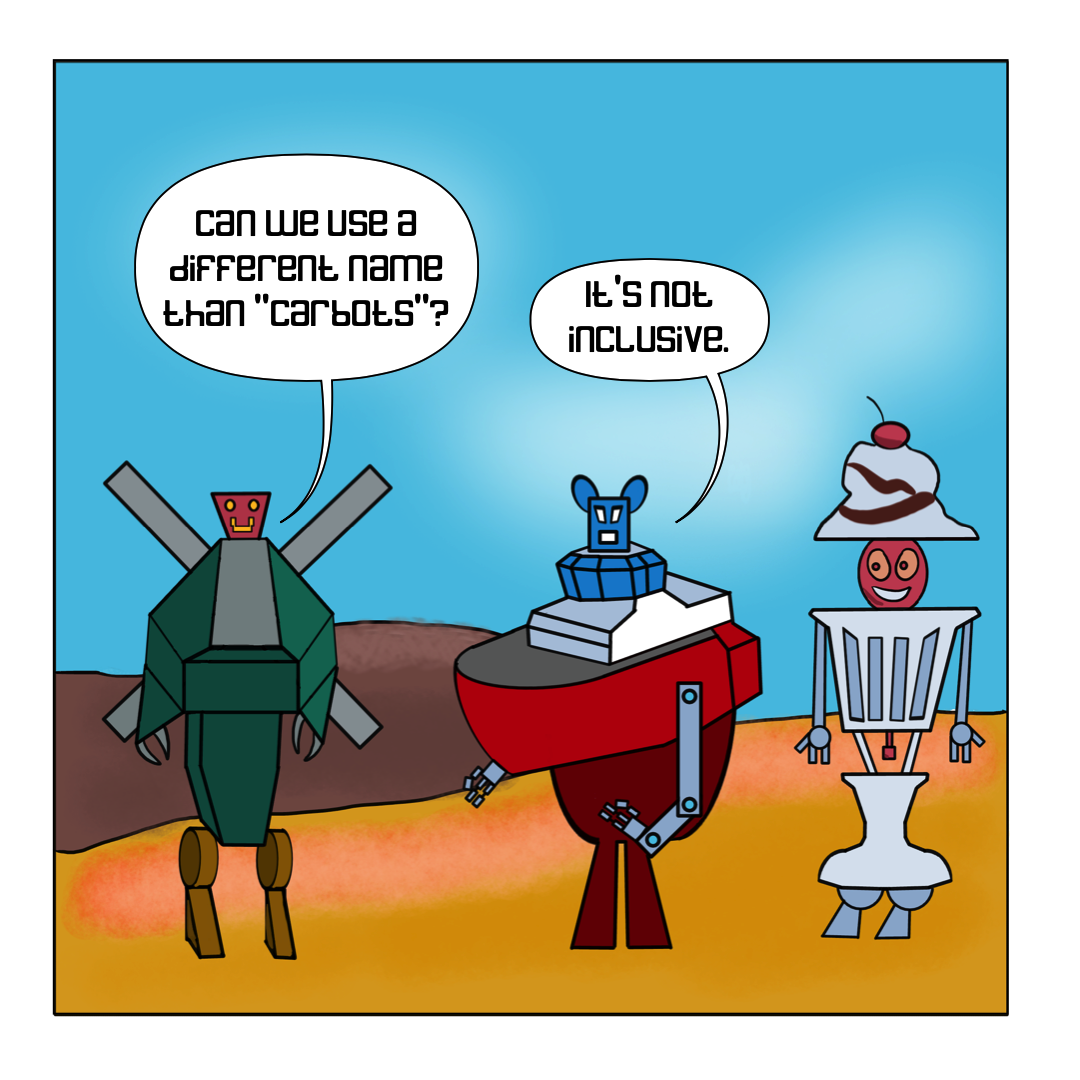 Can we use a
different name
than "Carbots"?
It's not
inclusive.